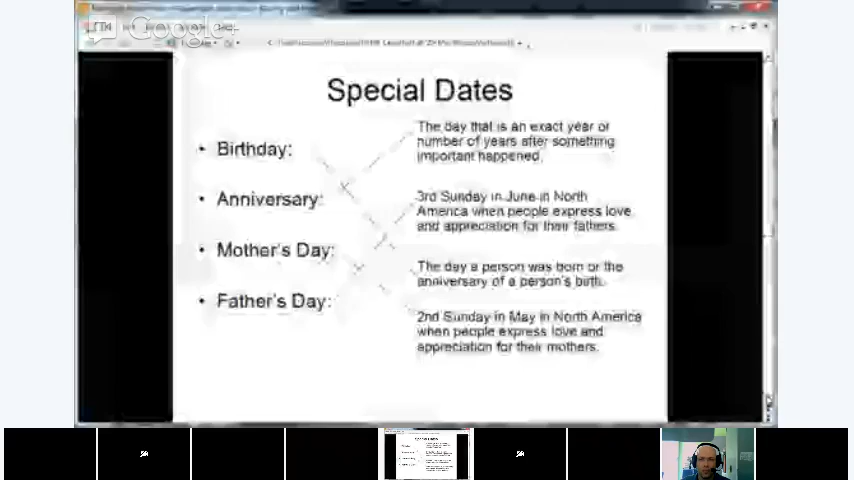 Google+
Special Dates
• Birthday:
• Anniversary:
• Mother's Day:
• Father's Day:
The day that is an exact year or
number of years after something
important happened.
3rd Sunday in June in North
America when people express love
and appreciation for their fathers.
The day a person was born or the
anniversary of a person's birth.
2nd Sunday in May in North America
when people express love and
appreciation for their mothers.